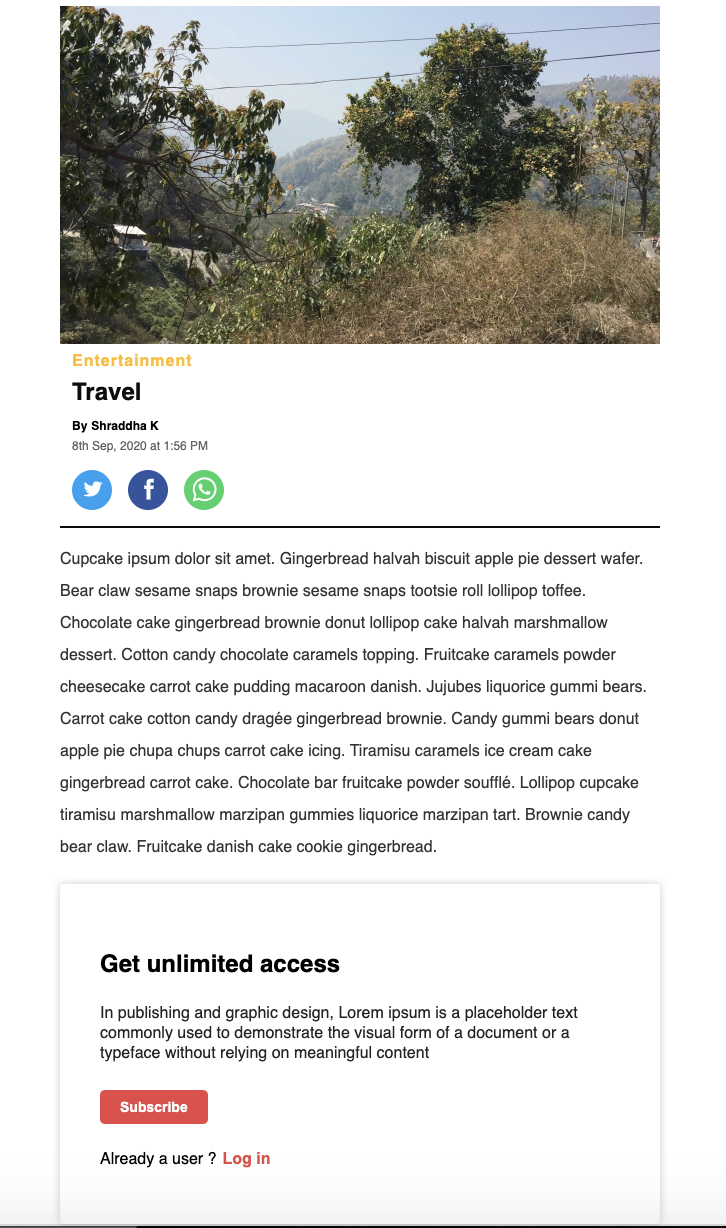 Entertainment
Travel
By Shraddha K
8th Sep, 2020 at 1:56 PM
Cupcake ipsum dolor sit amet. Gingerbread halvah biscuit apple pie dessert wafer.
Bear claw sesame snaps brownie sesame snaps tootsie roll lollipop toffee.
Chocolate cake gingerbread brownie donut lollipop cake halvah marshmallow
dessert. Cotton candy chocolate caramels topping. Fruitcake caramels powder
cheesecake carrot cake pudding macaroon danish. Jujubes liquorice gummi bears.
Carrot cake cotton candy dragée gingerbread brownie. Candy gummi bears donut
apple pie chupa chups carrot cake icing. Tiramisu caramels ice cream cake
gingerbread carrot cake. Chocolate bar fruitcake powder soufflé. Lollipop cupcake
tiramisu marshmallow marzipan gummies liquorice marzipan tart. Brownie candy
bear claw. Fruitcake danish cake cookie gingerbread.
Get unlimited access
In publishing and graphic design, Lorem ipsum is a placeholder text
commonly used to demonstrate the visual form of a document or a
typeface without relying on meaningful content
Subscribe
Already a user ? Log in